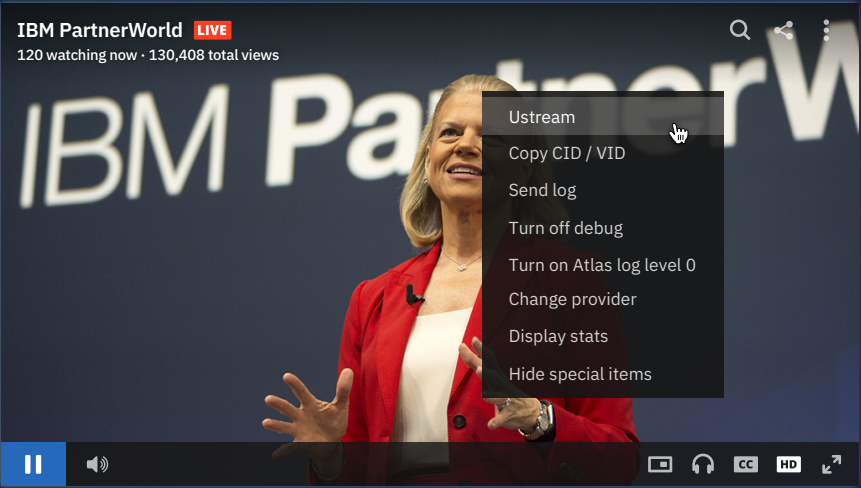 IBM PartnerWorld LIVE
120 watching now · 130,408 total views
IBM PartnerW
Ustream
Copy CID / VID
Send log
Turn off debug
Turn on Atlas log level 0
Change provider
Display stats
Hide special items
CC HD